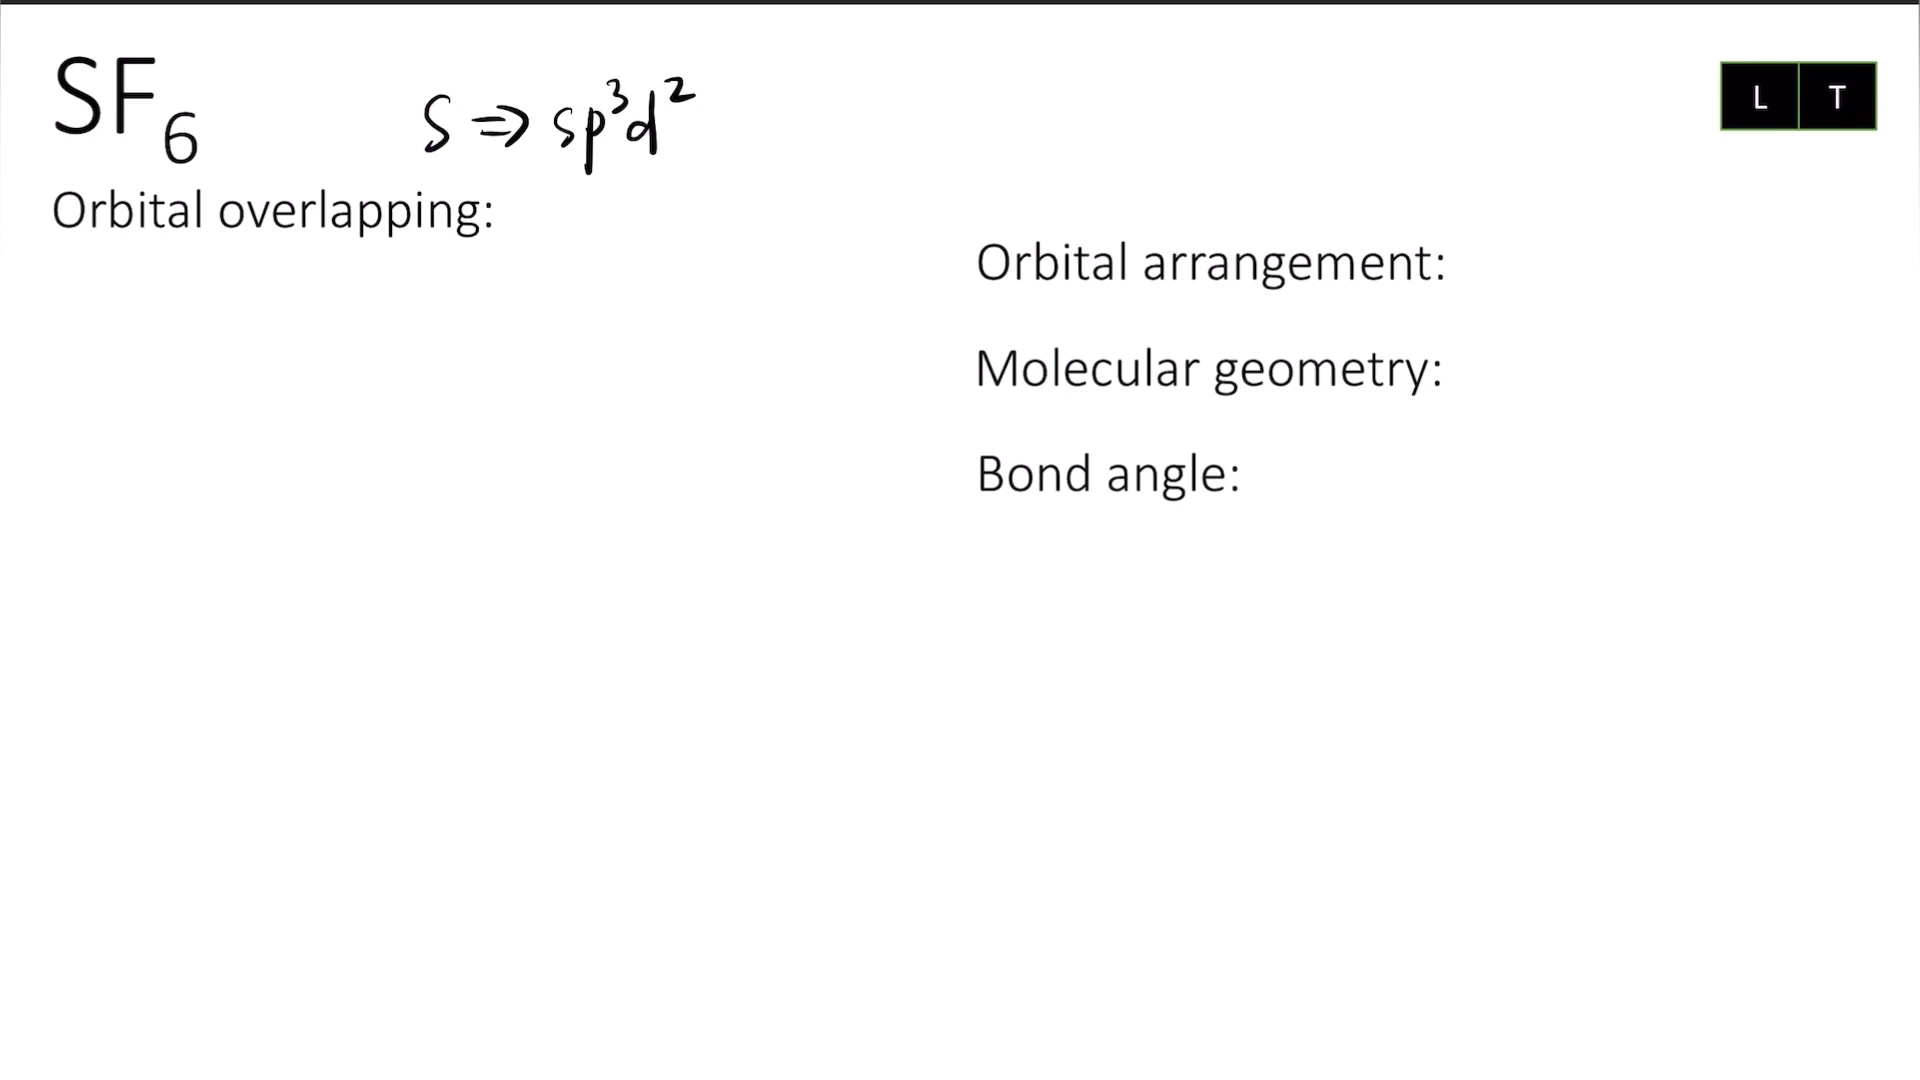 SF₆ S ⇒ sp³d² L T
Orbital overlapping:
Orbital arrangement:
Molecular geometry:
Bond angle: